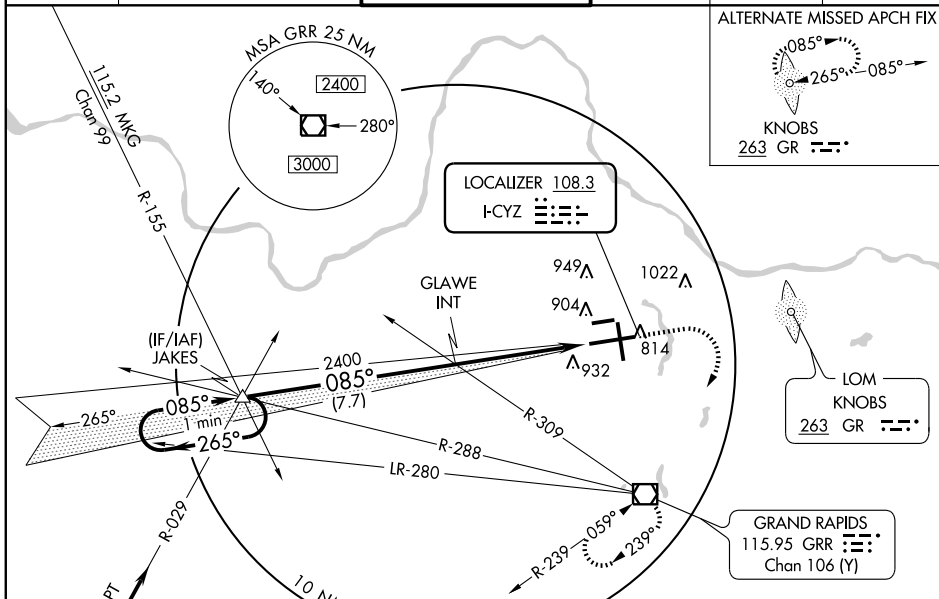 ALTERNATE MISSED APCH FIX
085°
265°
085°
KNOBS
263 GR
MSA GRR 25 NM
140°
2400
280°
3000
115.2 MKG
Chan 99
R-155
LOCALIZER 108.3
I-CYZ
949
1022
904
814
932
GLAWE
INT
(IF/IAF)
JAKES
2400
085°
(7.7)
265°
085°
1 min
265°
R-309
R-288
LR-280
LOM
KNOBS
263 GR
R-029
R-239
059°
239°
GRAND RAPIDS
115.95 GRR
Chan 106 (Y)
PT
10 NM